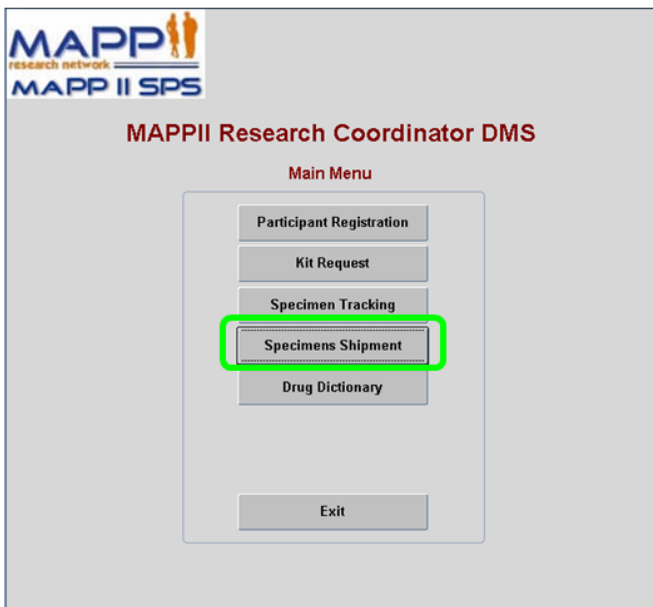 MAPP
research network
MAPP II SPS
MAPPII Research Coordinator DMS
Main Menu
Participant Registration
Kit Request
Specimen Tracking
Specimens Shipment
Drug Dictionary
Exit